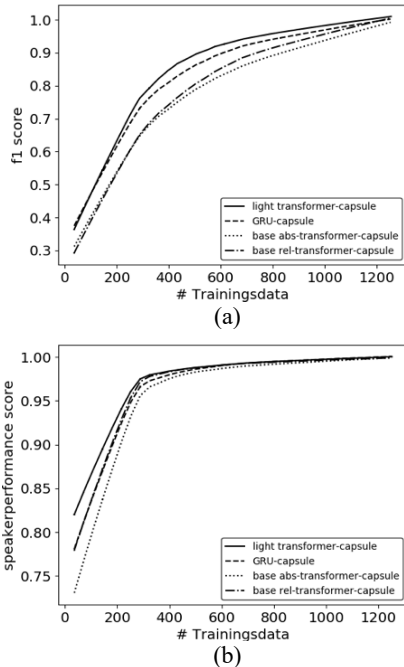 1.0
0.9
0.8
0.7
0.6
0.5
0.4
0.3
f1 score
light transformer-capsule
GRU-capsule
base abs-transformer-capsule
base rel-transformer-capsule
0 200 400 600 800 1000 1200
# Trainingsdata
(a)
1.00
0.95
0.90
0.85
0.80
0.75
speakerperformance score
light transformer-capsule
GRU-capsule
base abs-transformer-capsule
base rel-transformer-capsule
0 200 400 600 800 1000 1200
# Trainingsdata
(b)